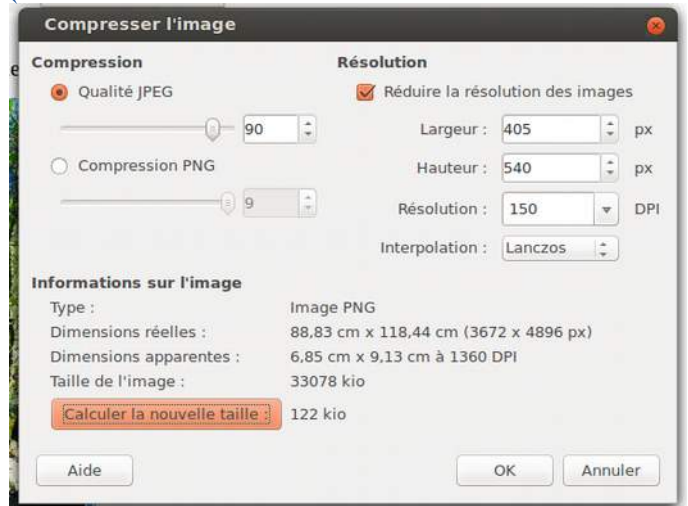 Compresser l'image
Compression
Qualité JPEG
90
Compression PNG
9
Résolution
Réduire la résolution des images
Largeur : 405 px
Hauteur : 540 px
Résolution : 150 DPI
Interpolation : Lanczos
Informations sur l'image
Type : Image PNG
Dimensions réelles : 88,83 cm x 118,44 cm (3672 x 4896 px)
Dimensions apparentes : 6,85 cm x 9,13 cm à 1360 DPI
Taille de l'image : 33078 kio
Calculer la nouvelle taille : 122 kio
Aide OK Annuler